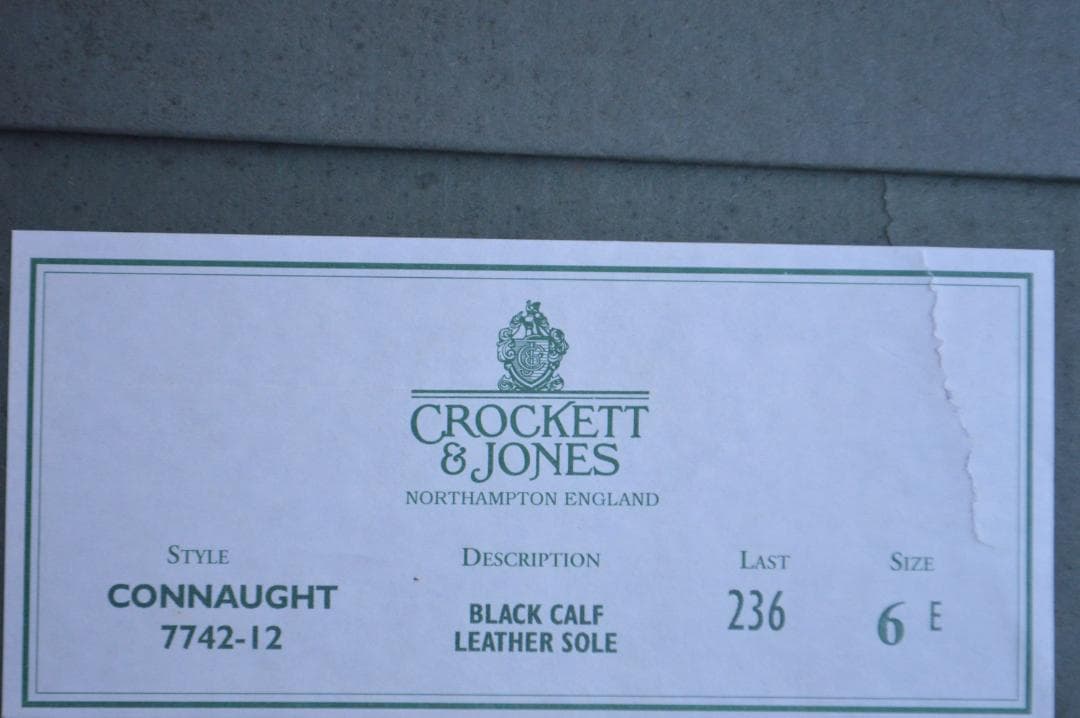 CROCKETT
& JONES
NORTHAMPTON ENGLAND
STYLE DESCRIPTION LAST SIZE
CONNAUGHT BLACK CALF 236 6 E
7742-12 LEATHER SOLE